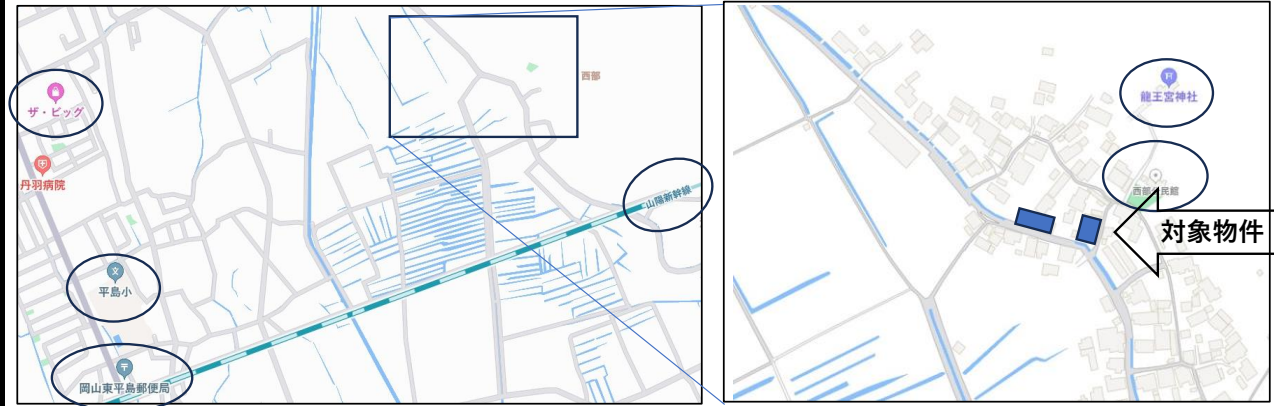 ザ・ビッグ
丹羽病院
平島小
岡山東平島郵便局
西部
山陽新幹線
龍王宮神社
西部公民館
対象物件